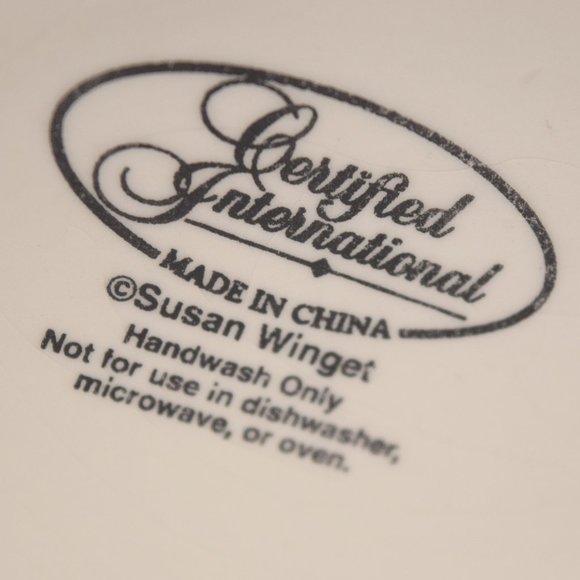 Certified
International
MADE IN CHINA
©Susan Winget
Handwash Only
Not for use in dishwasher,
microwave, or oven.